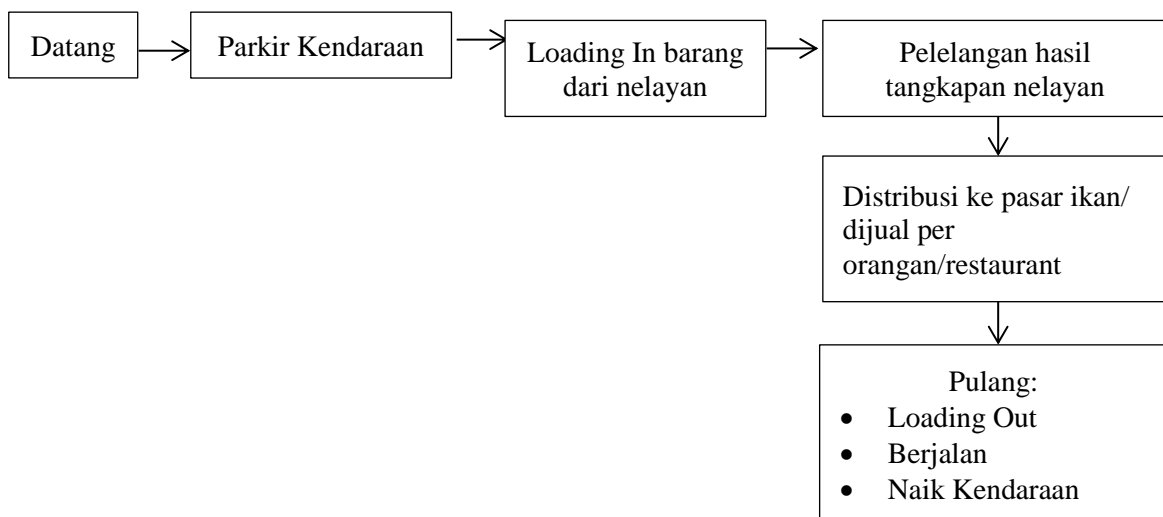 Datang
Parkir Kendaraan
Loading In barang
dari nelayan
Pelelangan hasil
tangkapan nelayan
Distribusi ke pasar ikan/
dijual per
orangan/restaurant
Pulang:
• Loading Out
• Berjalan
• Naik Kendaraan